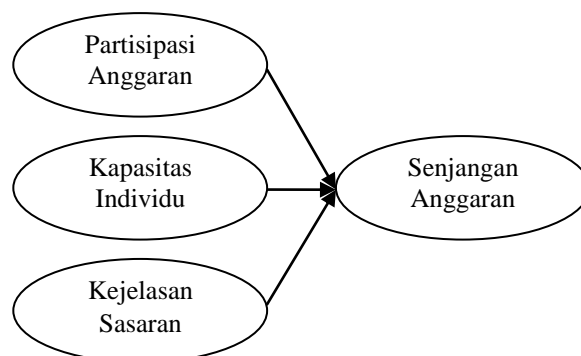 Partisipasi
Anggaran
Kapasitas
Individu
Senjangan
Anggaran
Kejelasan
Sasaran